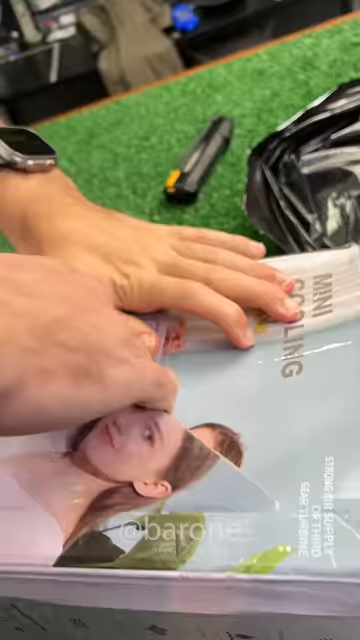 MINI
COOLING
STRONG AIR SUPPLY
OF THIRD
GEAR TURBINE
@barone